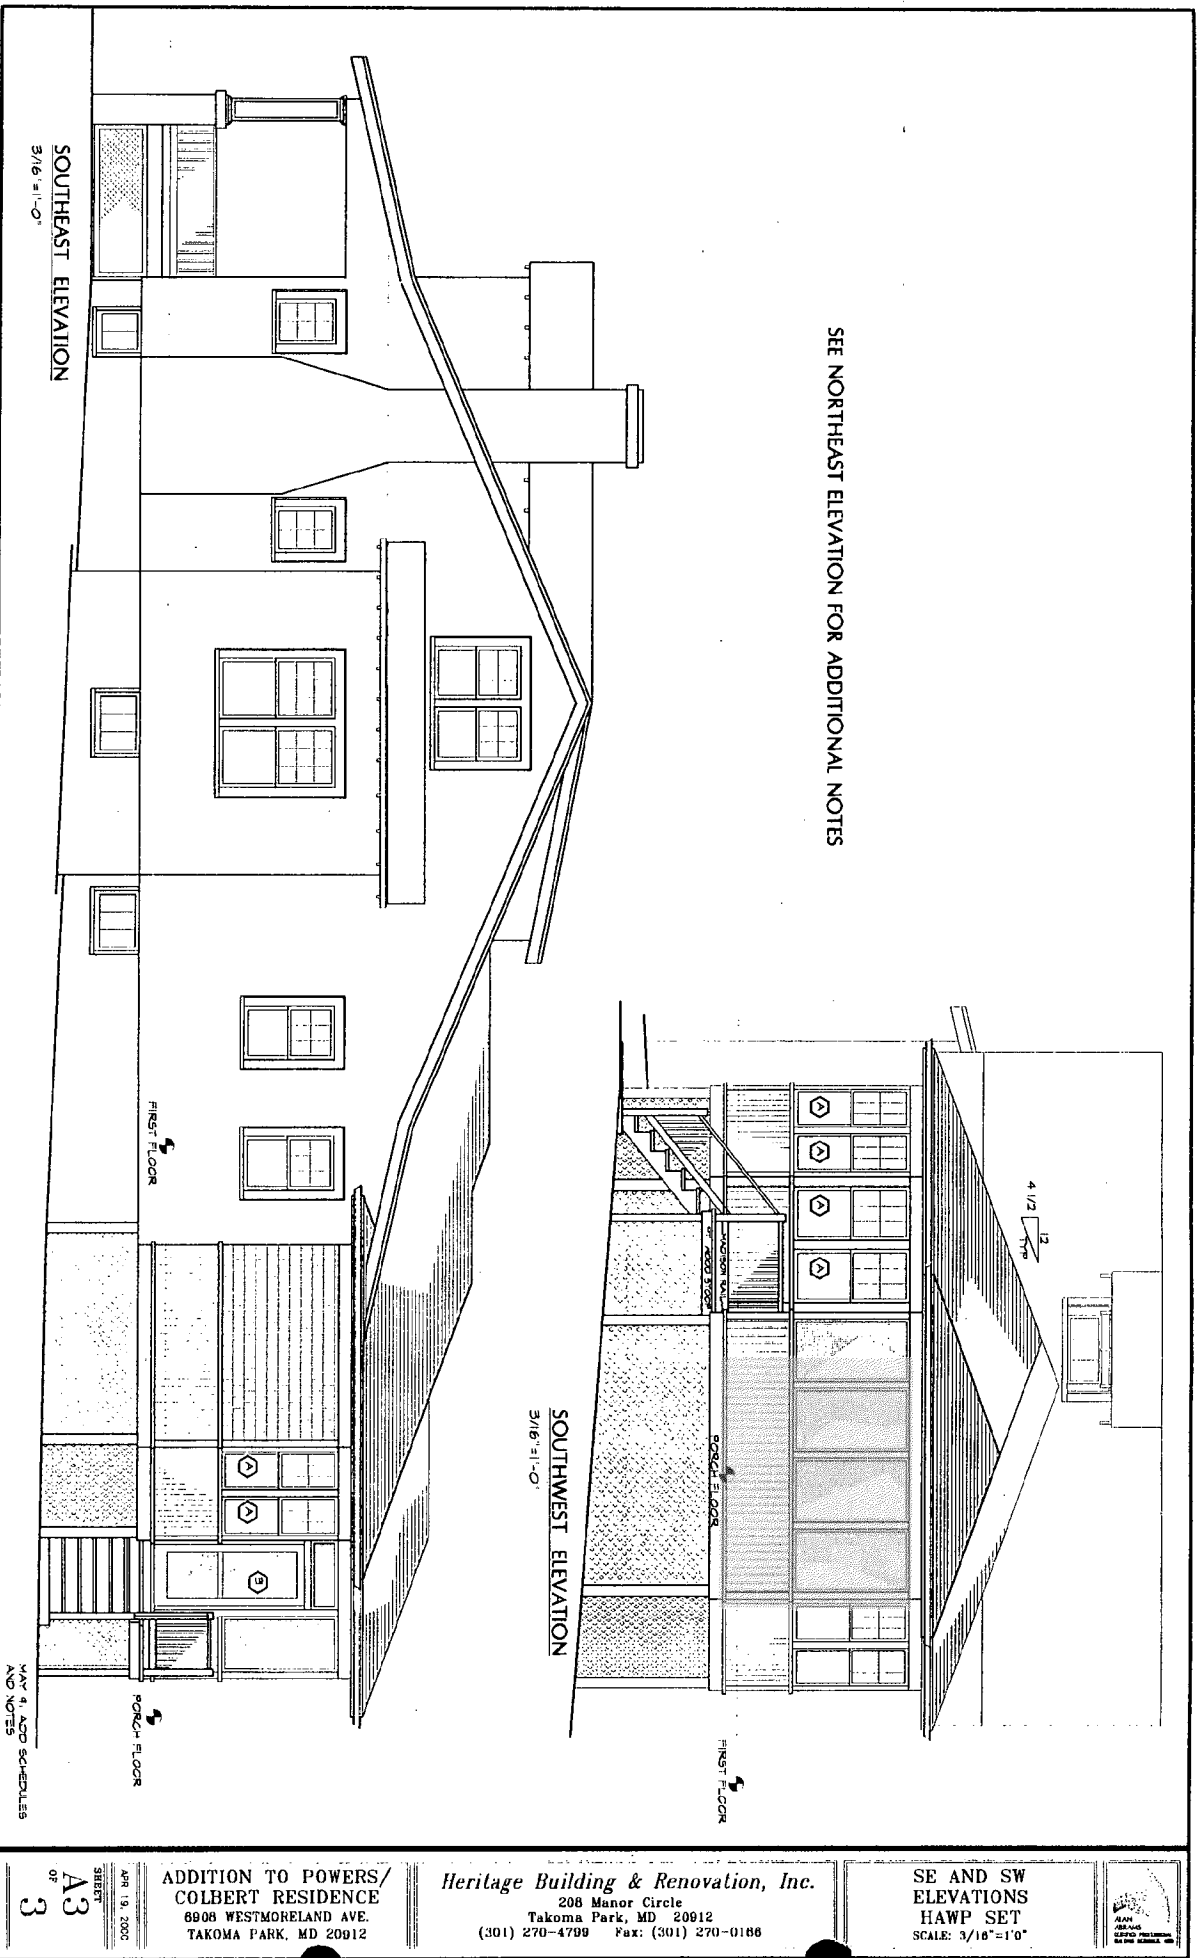 SEE NORTHEAST ELEVATION FOR ADDITIONAL NOTES
12
4 1/2
TYP
A
A
A
A
MADISON RAIL
PORCH FLOOR
FIRST FLOOR
SOUTHWEST ELEVATION
3/16"=1'-0"
FIRST FLOOR
A
A
B
PORCH FLOOR
SOUTHEAST ELEVATION
3/16"=1'-0"
MAY 9, ADD SCHEDULES
AND NOTES
SE AND SW
ELEVATIONS
HAWP SET
SCALE: 3/16"=1'0"
ALAN
ABRAMS
Heritage Building & Renovation, Inc.
208 Manor Circle
Takoma Park, MD 20912
(301) 270-4799 Fax: (301) 270-0166
ADDITION TO POWERS/
COLBERT RESIDENCE
6908 WESTMORELAND AVE.
TAKOMA PARK, MD 20912
APR 19, 2000
SHEET
A3
OF
3